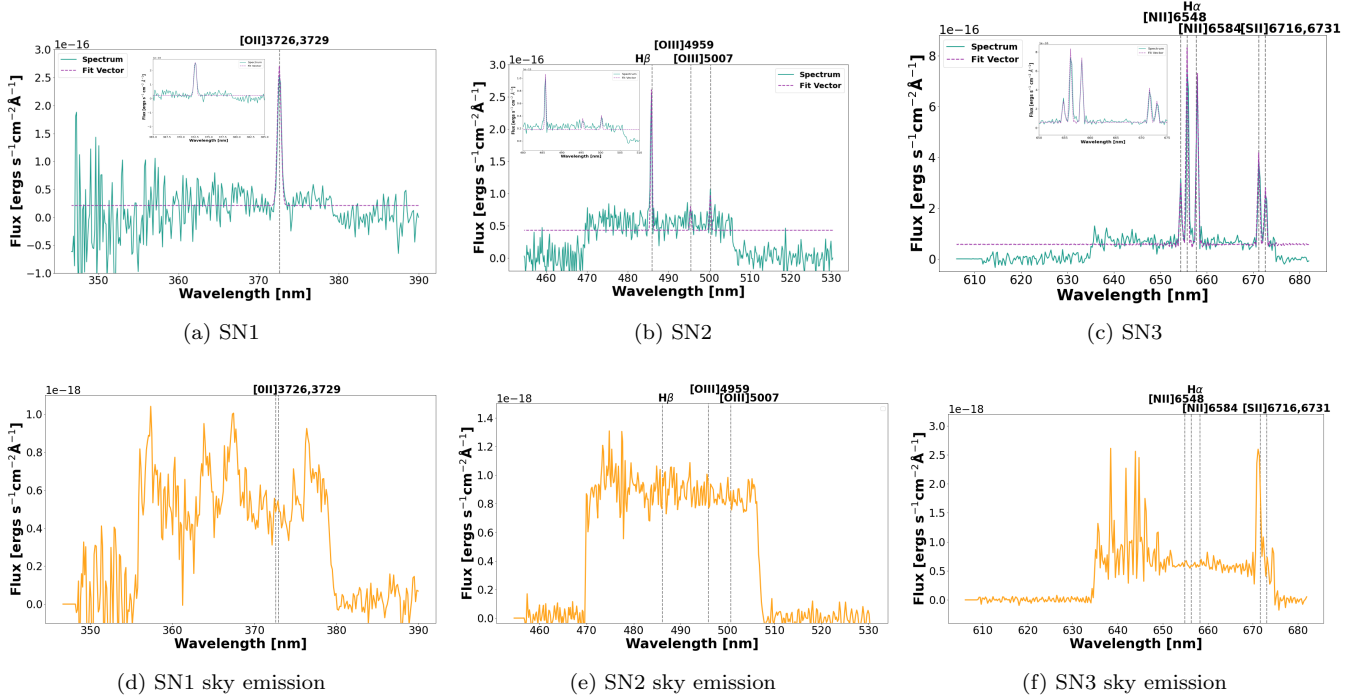 [OII]3726,3729
1e−16
Spectrum
Fit Vector
3.0
2.5
2.0
1.5
1.0
0.5
0.0
−0.5
−1.0
350
360
370
380
390
Flux [ergs s⁻¹cm⁻²Å⁻¹]
Wavelength [nm]
(a) SN1
[OIII]4959
Hβ
[OIII]5007
1e−16
Spectrum
Fit Vector
3.0
2.5
2.0
1.5
1.0
0.5
0.0
460
470
480
490
500
510
520
530
Flux [ergs s⁻¹cm⁻²Å⁻¹]
Wavelength [nm]
(b) SN2
Hα
[NII]6548
[NII]6584
[SII]6716,6731
1e−16
Spectrum
Fit Vector
8
6
4
2
0
610
620
630
640
650
660
670
680
Flux [ergs s⁻¹cm⁻²Å⁻¹]
Wavelength [nm]
(c) SN3
[0II]3726,3729
1e−18
1.0
0.8
0.6
0.4
0.2
0.0
350
360
370
380
390
Flux [ergs s⁻¹cm⁻²Å⁻¹]
Wavelength [nm]
(d) SN1 sky emission
[OIII]4959
Hβ
[OIII]5007
1e−18
1.4
1.2
1.0
0.8
0.6
0.4
0.2
0.0
460
470
480
490
500
510
520
530
Flux [ergs s⁻¹cm⁻²Å⁻¹]
Wavelength [nm]
(e) SN2 sky emission
Hα
[NII]6548
[NII]6584
[SII]6716,6731
1e−18
3.0
2.5
2.0
1.5
1.0
0.5
0.0
610
620
630
640
650
660
670
680
Flux [ergs s⁻¹cm⁻²Å⁻¹]
Wavelength [nm]
(f) SN3 sky emission